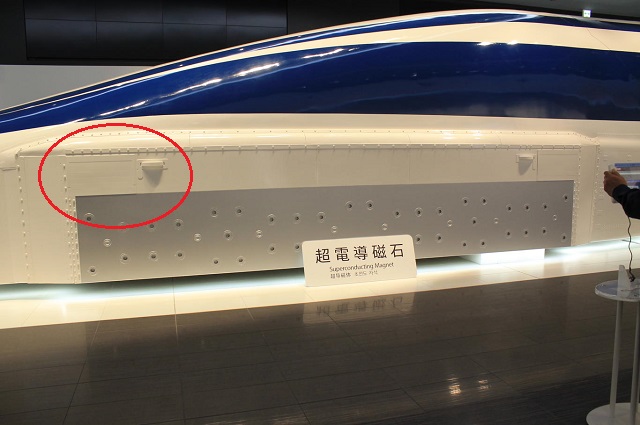 超電導磁石
Superconducting Magnet